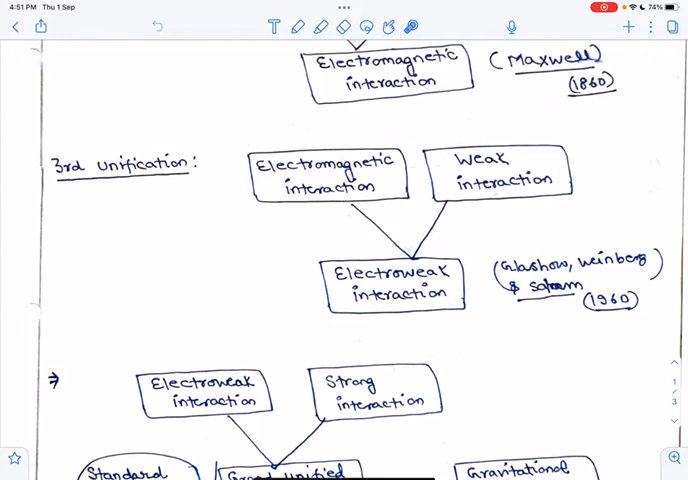 4:51 PM Thu 1 Sep
74%
Electromagnetic (Maxwell)
interaction (1860)
3rd unification: Electromagnetic Weak
interaction interaction
Electroweak (Glashow, Weinberg
interaction & Salam)
(1960)
⇒ Electroweak Strong
interaction interaction
Standard Grand unified Gravitational
1
3